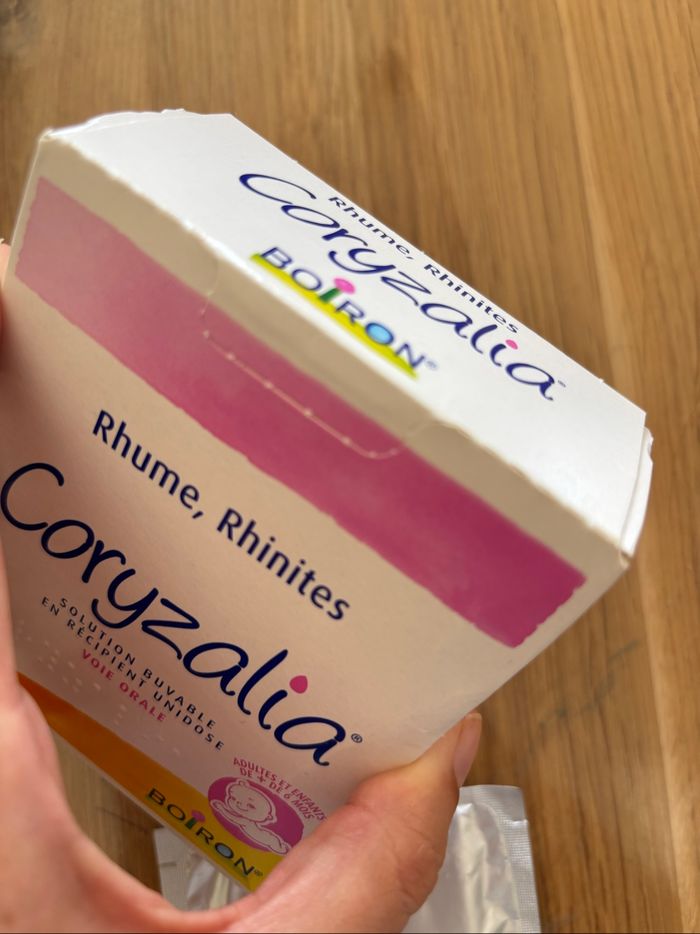 Rhume, Rhinites
Coryzalia
BOIRON®
Rhume, Rhinites
Coryzalia®
SOLUTION BUVABLE
EN RÉCIPIENT UNIDOSE
VOIE ORALE
ADULTES ET ENFANTS
DE + DE 6 MOIS
BOIRON®